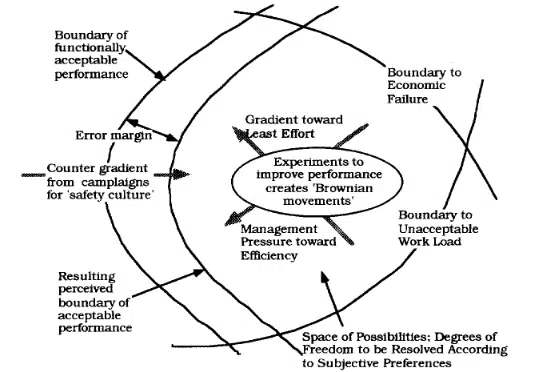 Boundary of
functionally
acceptable
performance
Boundary to
Economic
Failure
Gradient toward
Least Effort
Error margin
Counter gradient
from campaigns
for 'safety culture'
Experiments to
improve performance
creates 'Brownian
movements'
Management
Pressure toward
Efficiency
Boundary to
Unacceptable
Work Load
Resulting
perceived
boundary of
acceptable
performance
Space of Possibilities; Degrees of
Freedom to be Resolved According
to Subjective Preferences